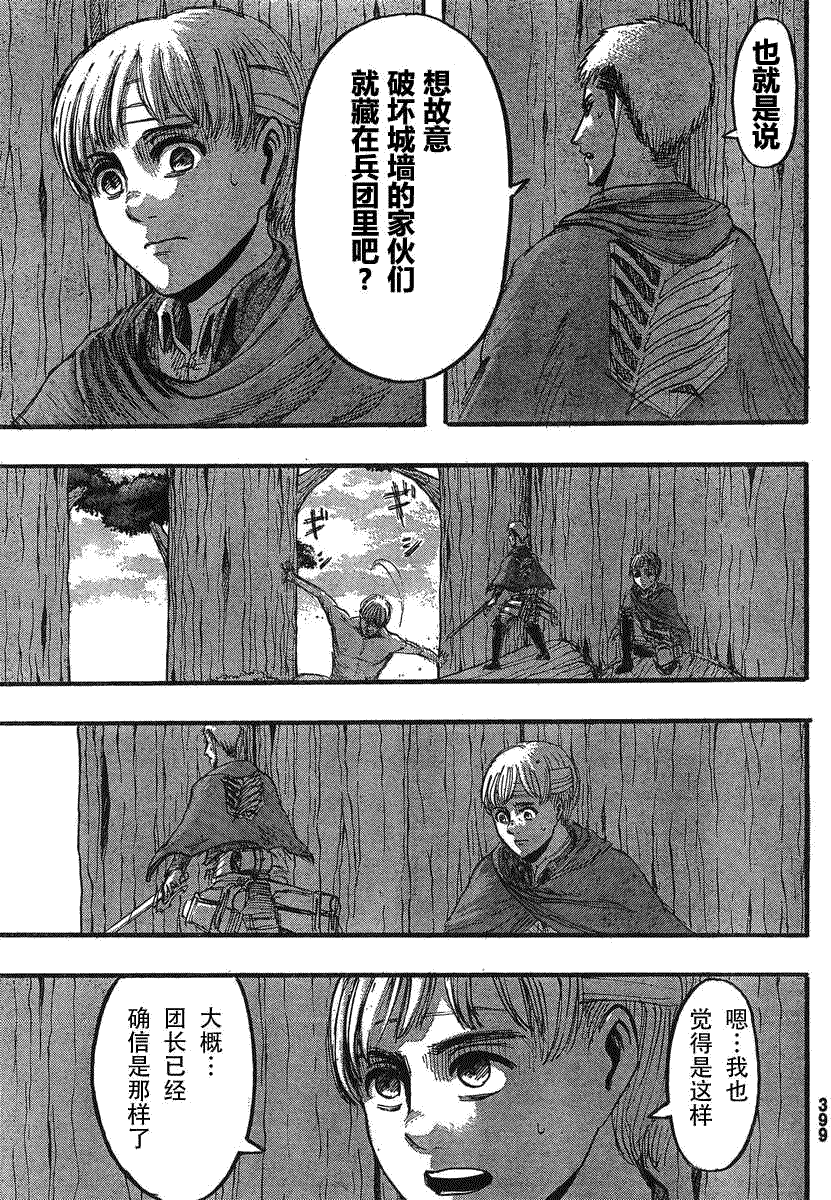 也就是说
想故意
破坏城墙的家伙们
就藏在兵团里吧？
ギギ
ギギ
嗯…我也
觉得是这样
大概…
团长已经
确信是那样了
399